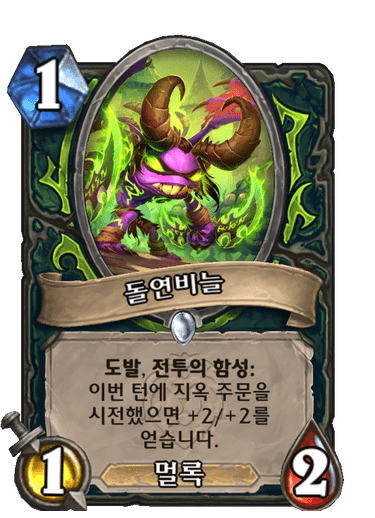 1
돌연비늘
도발, 전투의 함성:
이번 턴에 지옥 주문을
시전했으면 +2/+2를
얻습니다.
1
멀록
2